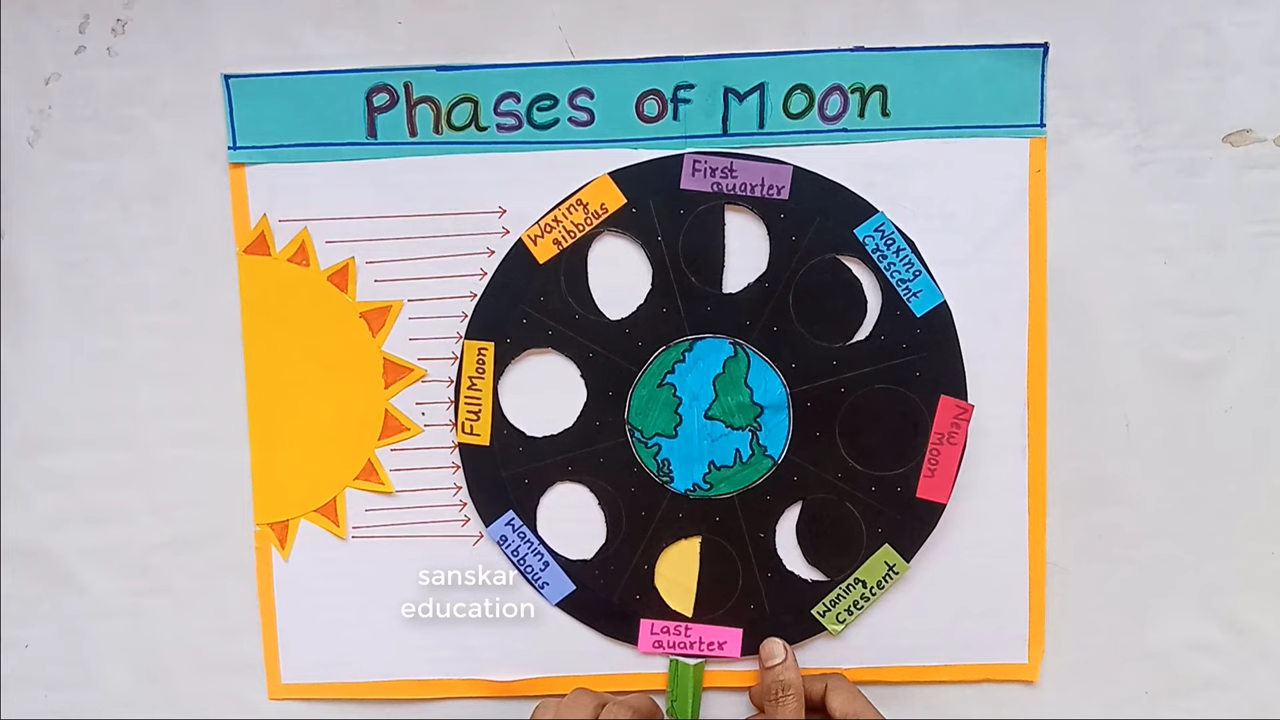 Phases of Moon
First
quarter
Waxing
gibbous
Waxing
crescent
Full Moon
New
Moon
Waning
gibbous
Waning
crescent
Last
quarter
sanskar
education